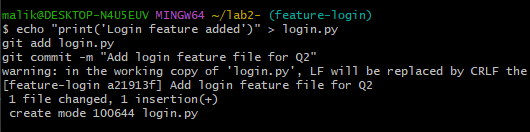 malik@DESKTOP-N4U5EUV MINGW64 ~/lab2- (feature-login)
$ echo "print('Login feature added')" > login.py
git add login.py
git commit -m "Add login feature file for Q2"
warning: in the working copy of 'login.py', LF will be replaced by CRLF the
[feature-login a21913f] Add login feature file for Q2
 1 file changed, 1 insertion(+)
 create mode 100644 login.py